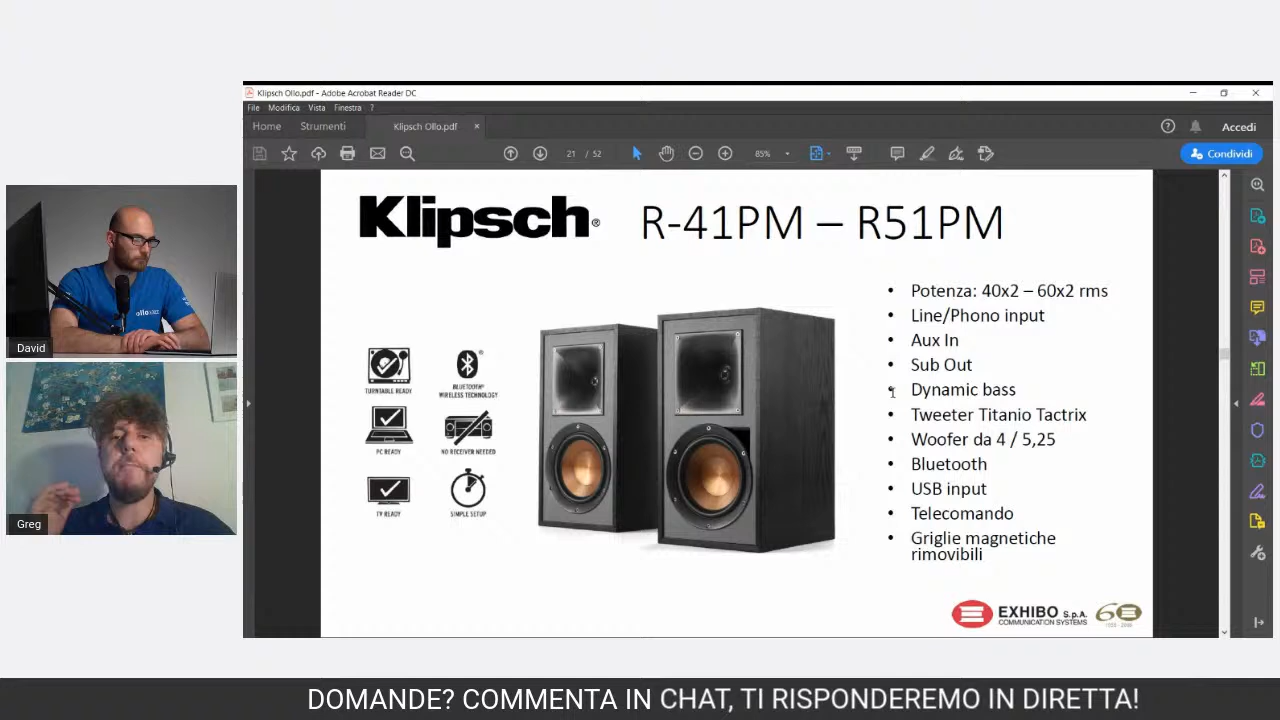 Klipsch Ollo.pdf - Adobe Acrobat Reader DC
File Modifica Vista Finestra ?
Home Strumenti Klipsch Ollo.pdf × Accedi
21 / 52 85% Condividi
Klipsch® R-41PM – R51PM
• Potenza: 40x2 – 60x2 rms
• Line/Phono input
• Aux In
• Sub Out
• Dynamic bass
• Tweeter Titanio Tactrix
• Woofer da 4 / 5,25
• Bluetooth
• USB input
• Telecomando
• Griglie magnetiche
rimovibili
TURNTABLE READY
BLUETOOTH®
WIRELESS TECHNOLOGY
PC READY
NO RECEIVER NEEDED
TV READY
SIMPLE SETUP
EXHIBO S.p.A.
COMMUNICATION SYSTEMS
60
David
Greg
DOMANDE? COMMENTA IN CHAT, TI RISPONDEREMO IN DIRETTA!